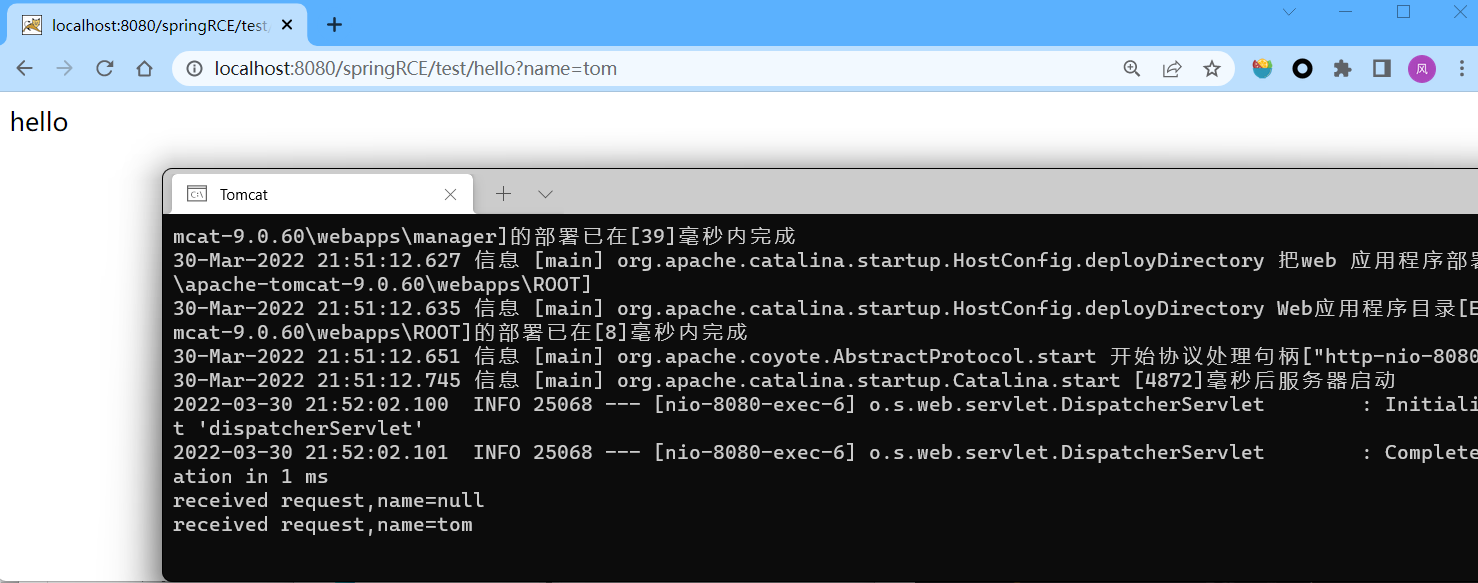 localhost:8080/springRCE/test/
localhost:8080/springRCE/test/hello?name=tom
风
hello
Tomcat
mcat-9.0.60\webapps\manager]的部署已在[39]毫秒内完成
30-Mar-2022 21:51:12.627 信息 [main] org.apache.catalina.startup.HostConfig.deployDirectory 把web 应用程序部署
\apache-tomcat-9.0.60\webapps\ROOT]
30-Mar-2022 21:51:12.635 信息 [main] org.apache.catalina.startup.HostConfig.deployDirectory Web应用程序目录[E
mcat-9.0.60\webapps\ROOT]的部署已在[8]毫秒内完成
30-Mar-2022 21:51:12.651 信息 [main] org.apache.coyote.AbstractProtocol.start 开始协议处理句柄["http-nio-8080
30-Mar-2022 21:51:12.745 信息 [main] org.apache.catalina.startup.Catalina.start [4872]毫秒后服务器启动
2022-03-30 21:52:02.100  INFO 25068 --- [nio-8080-exec-6] o.s.web.servlet.DispatcherServlet        : Initiali
t 'dispatcherServlet'
2022-03-30 21:52:02.101  INFO 25068 --- [nio-8080-exec-6] o.s.web.servlet.DispatcherServlet        : Complete
ation in 1 ms
received request,name=null
received request,name=tom